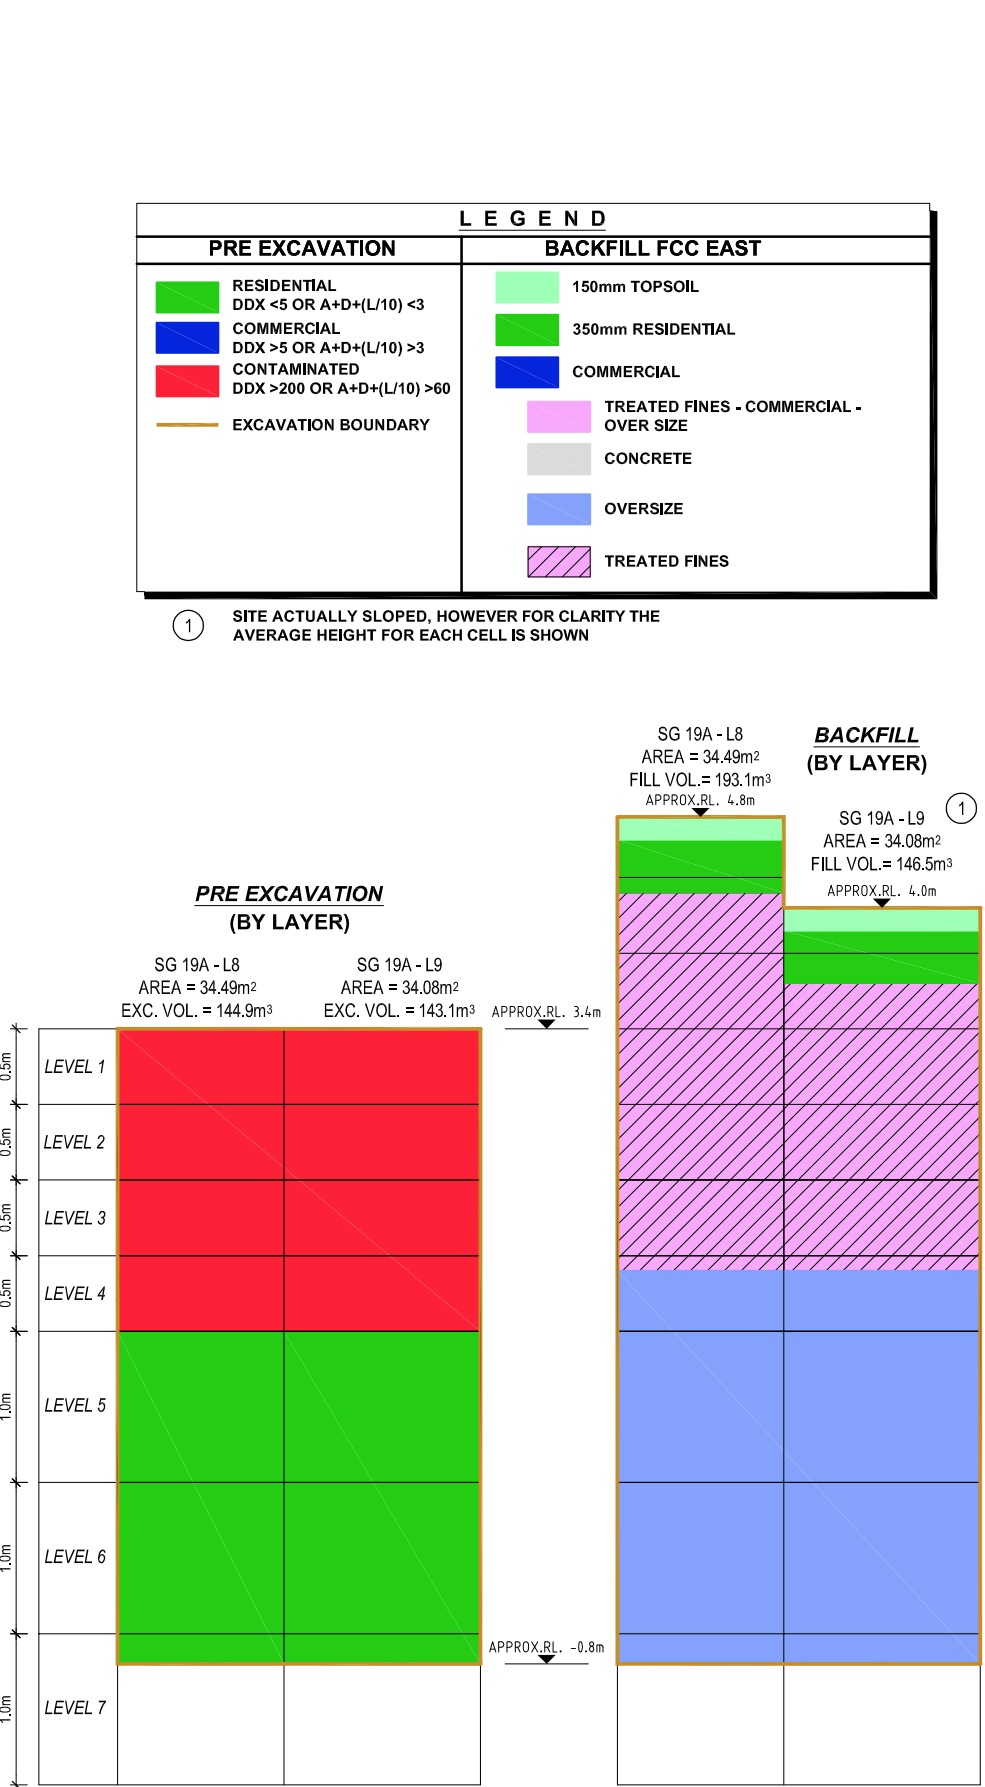 L E G E N D
PRE EXCAVATION
BACKFILL FCC EAST
RESIDENTIAL
DDX <5 OR A+D+(L/10) <3
COMMERCIAL
DDX >5 OR A+D+(L/10) >3
CONTAMINATED
DDX >200 OR A+D+(L/10) >60
EXCAVATION BOUNDARY
150mm TOPSOIL
350mm RESIDENTIAL
COMMERCIAL
TREATED FINES - COMMERCIAL -
OVER SIZE
CONCRETE
OVERSIZE
TREATED FINES
1
SITE ACTUALLY SLOPED, HOWEVER FOR CLARITY THE
AVERAGE HEIGHT FOR EACH CELL IS SHOWN
PRE EXCAVATION
(BY LAYER)
SG 19A - L8
AREA = 34.49m²
EXC. VOL. = 144.9m³
SG 19A - L9
AREA = 34.08m²
EXC. VOL. = 143.1m³
APPROX.RL. 3.4m
0.5m
LEVEL 1
0.5m
LEVEL 2
0.5m
LEVEL 3
0.5m
LEVEL 4
1.0m
LEVEL 5
1.0m
LEVEL 6
APPROX.RL. -0.8m
1.0m
LEVEL 7
BACKFILL
(BY LAYER)
1
SG 19A - L8
AREA = 34.49m²
FILL VOL.= 193.1m³
APPROX.RL. 4.8m
SG 19A - L9
AREA = 34.08m²
FILL VOL.= 146.5m³
APPROX.RL. 4.0m